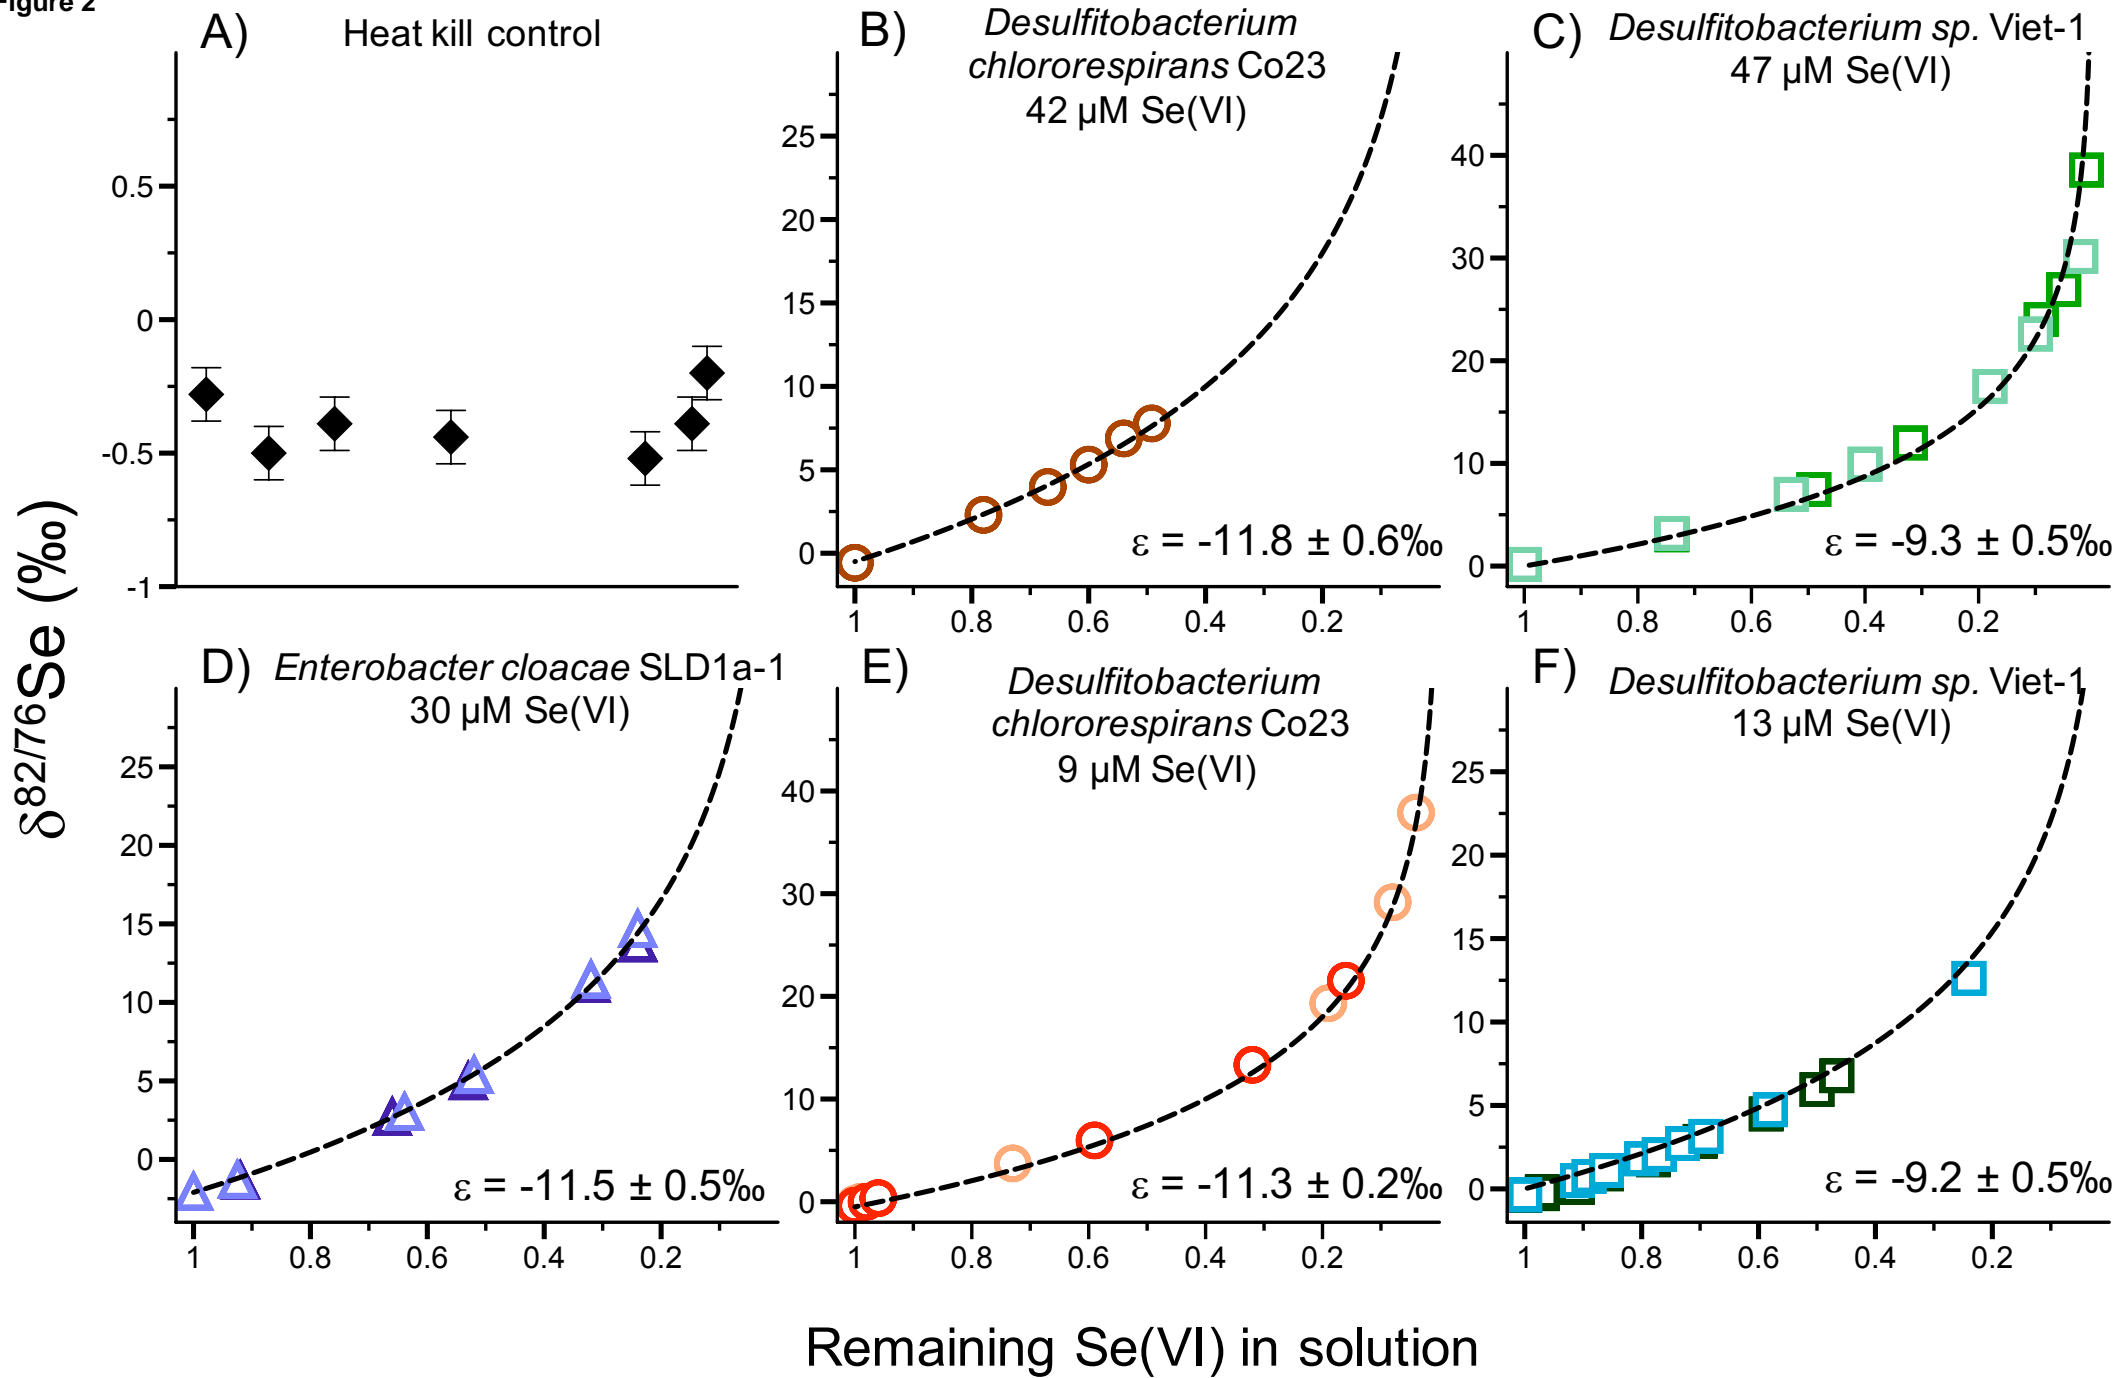 Figure 2
A) Heat kill control
0.5
0
-0.5
-1
B) Desulfitobacterium
chlororespirans Co23
42 µM Se(VI)
25
20
15
10
5
0
ε = -11.8 ± 0.6‰
1 0.8 0.6 0.4 0.2
C) Desulfitobacterium sp. Viet-1
47 µM Se(VI)
40
30
20
10
0
ε = -9.3 ± 0.5‰
1 0.8 0.6 0.4 0.2
δ82/76Se (‰)
D) Enterobacter cloacae SLD1a-1
30 µM Se(VI)
25
20
15
10
5
0
ε = -11.5 ± 0.5‰
1 0.8 0.6 0.4 0.2
E) Desulfitobacterium
chlororespirans Co23
9 µM Se(VI)
40
30
20
10
0
ε = -11.3 ± 0.2‰
1 0.8 0.6 0.4 0.2
F) Desulfitobacterium sp. Viet-1
13 µM Se(VI)
25
20
15
10
5
0
ε = -9.2 ± 0.5‰
1 0.8 0.6 0.4 0.2
Remaining Se(VI) in solution